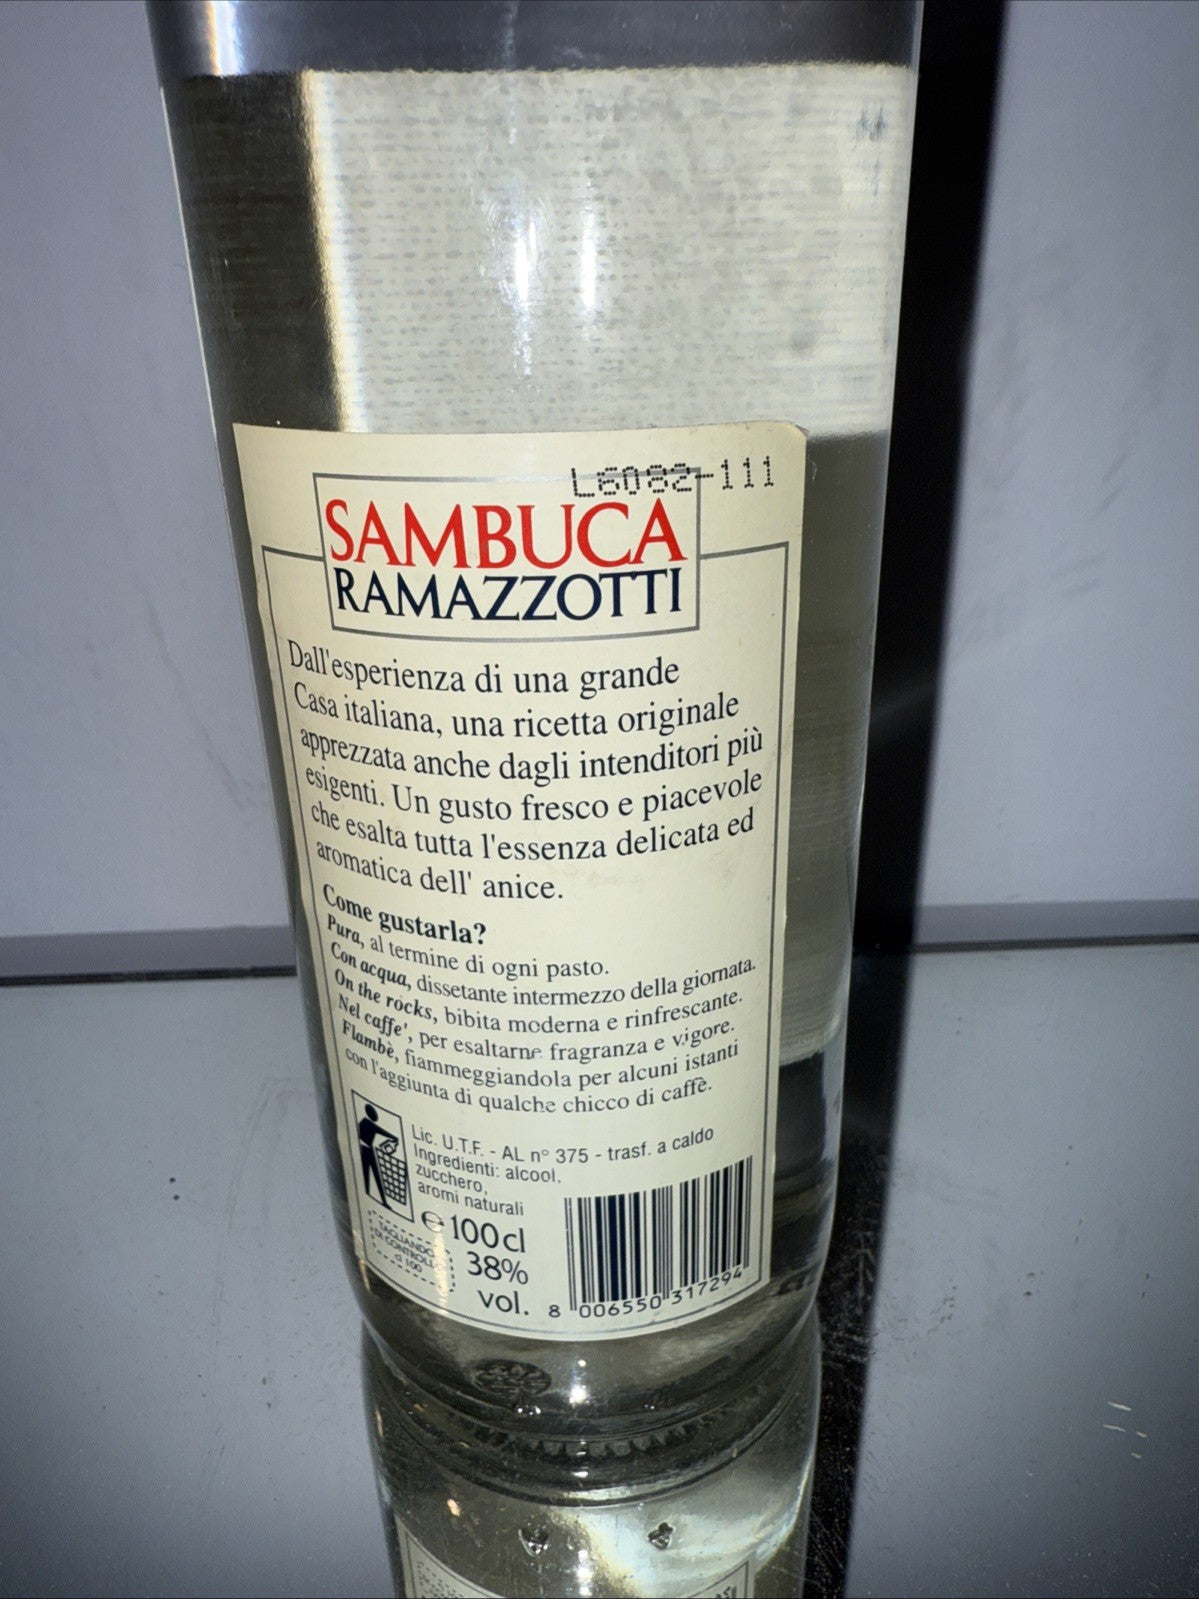 L6082-111
SAMBUCA
RAMAZZOTTI
Dall'esperienza di una grande
Casa italiana, una ricetta originale
apprezzata anche dagli intenditori più
esigenti. Un gusto fresco e piacevole
che esalta tutta l'essenza delicata ed
aromatica dell' anice.
Come gustarla?
Pura, al termine di ogni pasto.
Con acqua, dissetante intermezzo della giornata.
On the rocks, bibita moderna e rinfrescante.
Nel caffe', per esaltarne fragranza e vigore.
Flambè, fiammeggiandola per alcuni istanti
con l'aggiunta di qualche chicco di caffè.
Lic. U.T.F. - AL n° 375 - trasf. a caldo
Ingredienti: alcool,
zucchero,
aromi naturali
TAGLIANDO
DI CONTROLLO
cl 100
℮ 100cl
38%
vol.
8 006550 317294